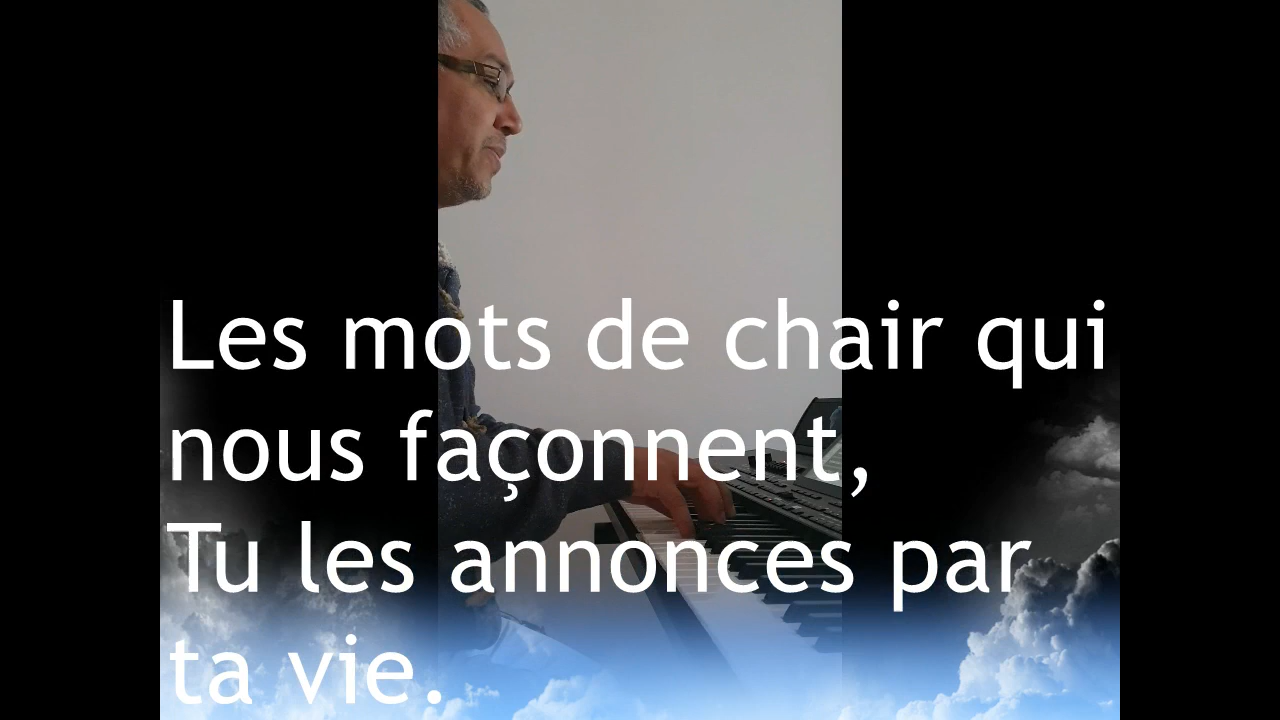 Les mots de chair qui
nous façonnent,
Tu les annonces par
ta vie.